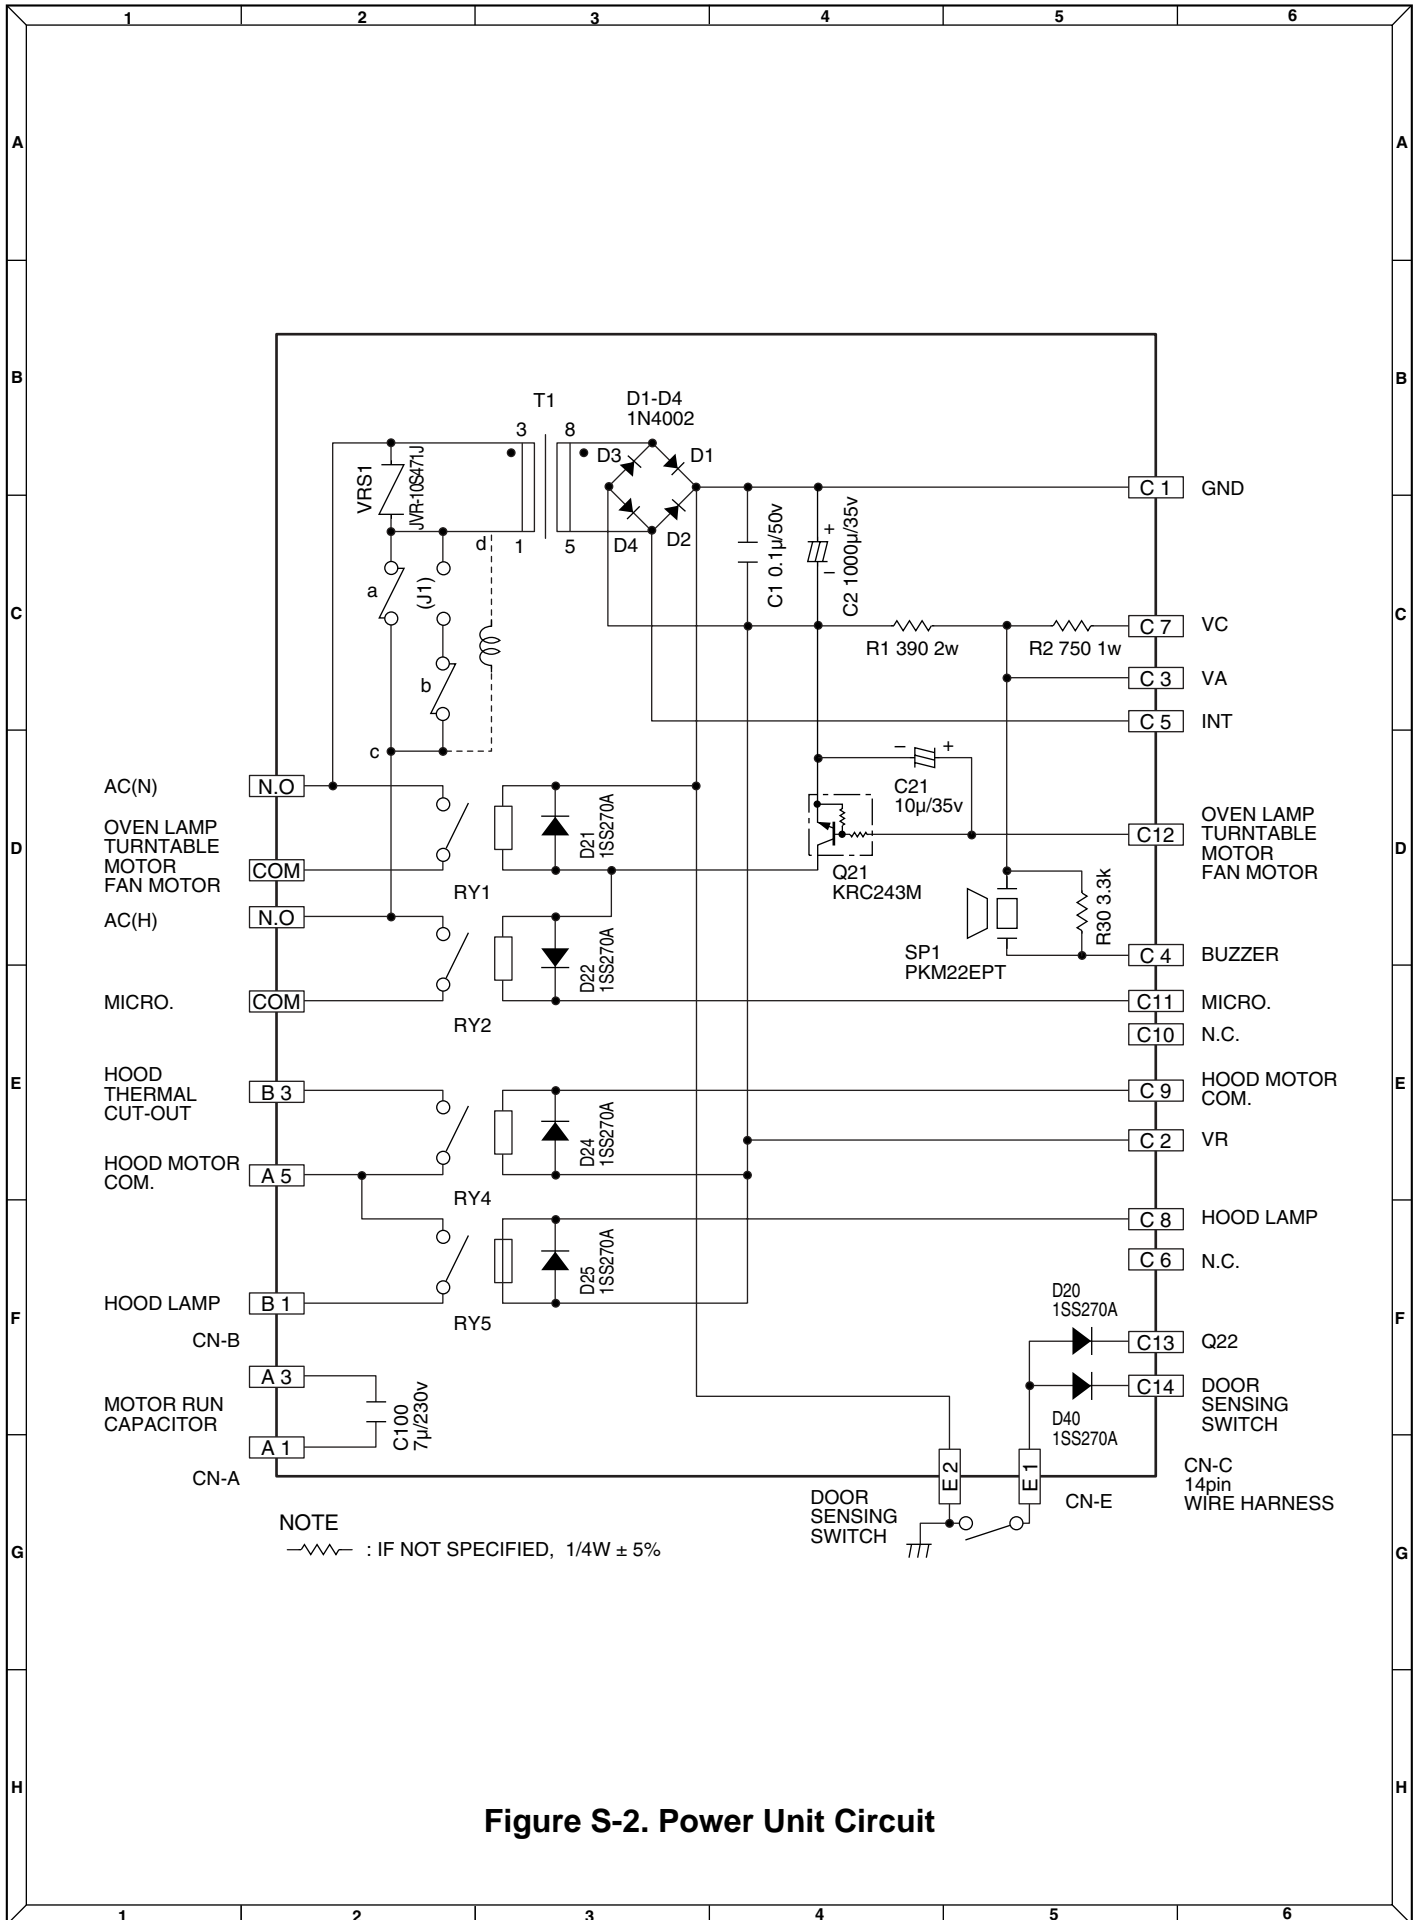 1 2 3 4 5 6
A A
B B
C C
D D
E E
F F
G G
H H
T1
D1-D4
1N4002
3 8
D3 D1
VRS1
JVR-10S471J
C 1 GND
1 5
d
D4 D2
C1 0.1µ/50v
+
–
C2 1000µ/35v
a
(J1)
R1 390 2w
R2 750 1w
C 7 VC
b
C 3 VA
C 5 INT
c
– +
C21
10µ/35v
AC(N)
N.O
D21
1SS270A
OVEN LAMP
TURNTABLE
MOTOR
FAN MOTOR
COM
RY1
Q21
KRC243M
C12
OVEN LAMP
TURNTABLE
MOTOR
FAN MOTOR
AC(H)
N.O
D22
1SS270A
R30 3.3k
SP1
PKM22EPT
C 4 BUZZER
MICRO.
COM
RY2
C11 MICRO.
C10 N.C.
HOOD
THERMAL
CUT-OUT
B 3
C 9
HOOD MOTOR
COM.
D24
1SS270A
C 2 VR
HOOD MOTOR
COM.
A 5
RY4
C 8 HOOD LAMP
D25
1SS270A
C 6 N.C.
HOOD LAMP
B 1
RY5
D20
1SS270A
CN-B
C13 Q22
A 3
MOTOR RUN
CAPACITOR
C100
7µ/230v
C14
DOOR
SENSING
SWITCH
D40
1SS270A
A 1
CN-A
E 2
E 1
CN-E
CN-C
14pin
WIRE HARNESS
DOOR
SENSING
SWITCH
NOTE
: IF NOT SPECIFIED, 1/4W ± 5%
Figure S-2. Power Unit Circuit
1 2 3 4 5 6